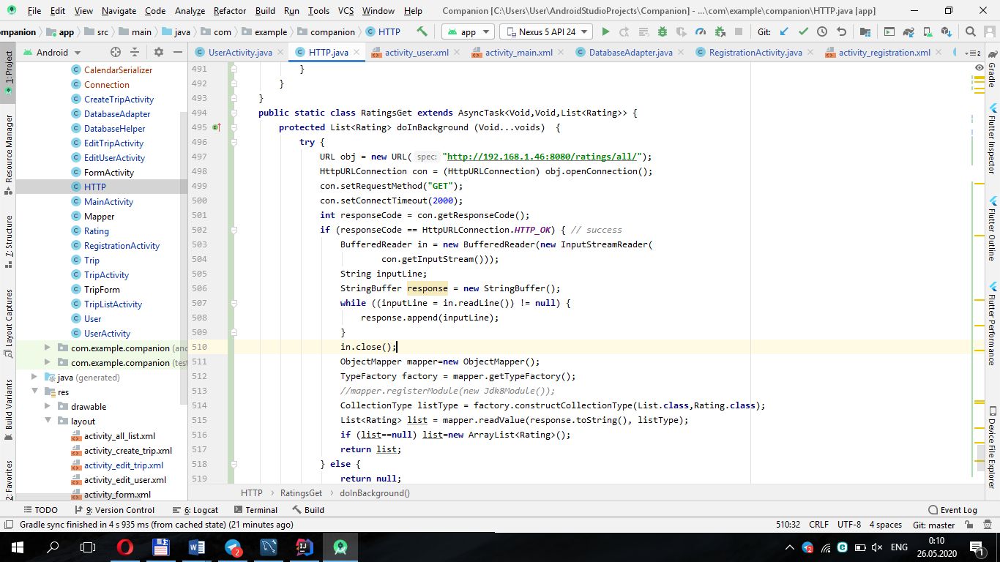 File Edit View Navigate Code Analyze Refactor Build Run Tools VCS Window Help Companion [C:\Users\User\AndroidStudioProjects\Companion] - ...\com\example\companion\HTTP.java [app]
mpanion app src main java com example companion HTTP app Nexus 5 API 24 Git:
Android UserActivity.java HTTP.java activity_user.xml activity_main.xml DatabaseAdapter.java RegistrationActivity.java activity_registration.xml
1: Project
Resource Manager
7: Structure
Layout Captures
Build Variants
2: Favorites
CalendarSerializer
Connection
CreateTripActivity
DatabaseAdapter
DatabaseHelper
EditTripActivity
EditUserActivity
FormActivity
HTTP
MainActivity
Mapper
Rating
RegistrationActivity
Trip
TripActivity
TripForm
TripListActivity
User
UserActivity
com.example.companion (and
com.example.companion (test
java (generated)
res
drawable
layout
activity_all_list.xml
activity_create_trip.xml
activity_edit_trip.xml
activity_edit_user.xml
activity_form.xml
491 }
492 }
493 }
494 public static class RatingsGet extends AsyncTask<Void,Void,List<Rating>> {
495 protected List<Rating> doInBackground (Void...voids) {
496 try {
497 URL obj = new URL( spec: "http://192.168.1.46:8080/ratings/all/");
498 HttpURLConnection con = (HttpURLConnection) obj.openConnection();
499 con.setRequestMethod("GET");
500 con.setConnectTimeout(2000);
501 int responseCode = con.getResponseCode();
502 if (responseCode == HttpURLConnection.HTTP_OK) { // success
503 BufferedReader in = new BufferedReader(new InputStreamReader(
504 con.getInputStream()));
505 String inputLine;
506 StringBuffer response = new StringBuffer();
507 while ((inputLine = in.readLine()) != null) {
508 response.append(inputLine);
509 }
510 in.close();
511 ObjectMapper mapper=new ObjectMapper();
512 TypeFactory factory = mapper.getTypeFactory();
513 //mapper.registerModule(new Jdk8Module());
514 CollectionType listType = factory.constructCollectionType(List.class,Rating.class);
515 List<Rating> list = mapper.readValue(response.toString(), listType);
516 if (list==null) list=new ArrayList<Rating>();
517 return list;
518 } else {
519 return null;
Gradle
Flutter Inspector
Flutter Outline
Flutter Performance
Device File Explorer
HTTP RatingsGet doInBackground()
TODO 9: Version Control 6: Logcat Terminal Build Event Log
Gradle sync finished in 4 s 935 ms (from cached state) (21 minutes ago) 510:32 CRLF UTF-8 4 spaces Git: master
ENG 0:10
26.05.2020